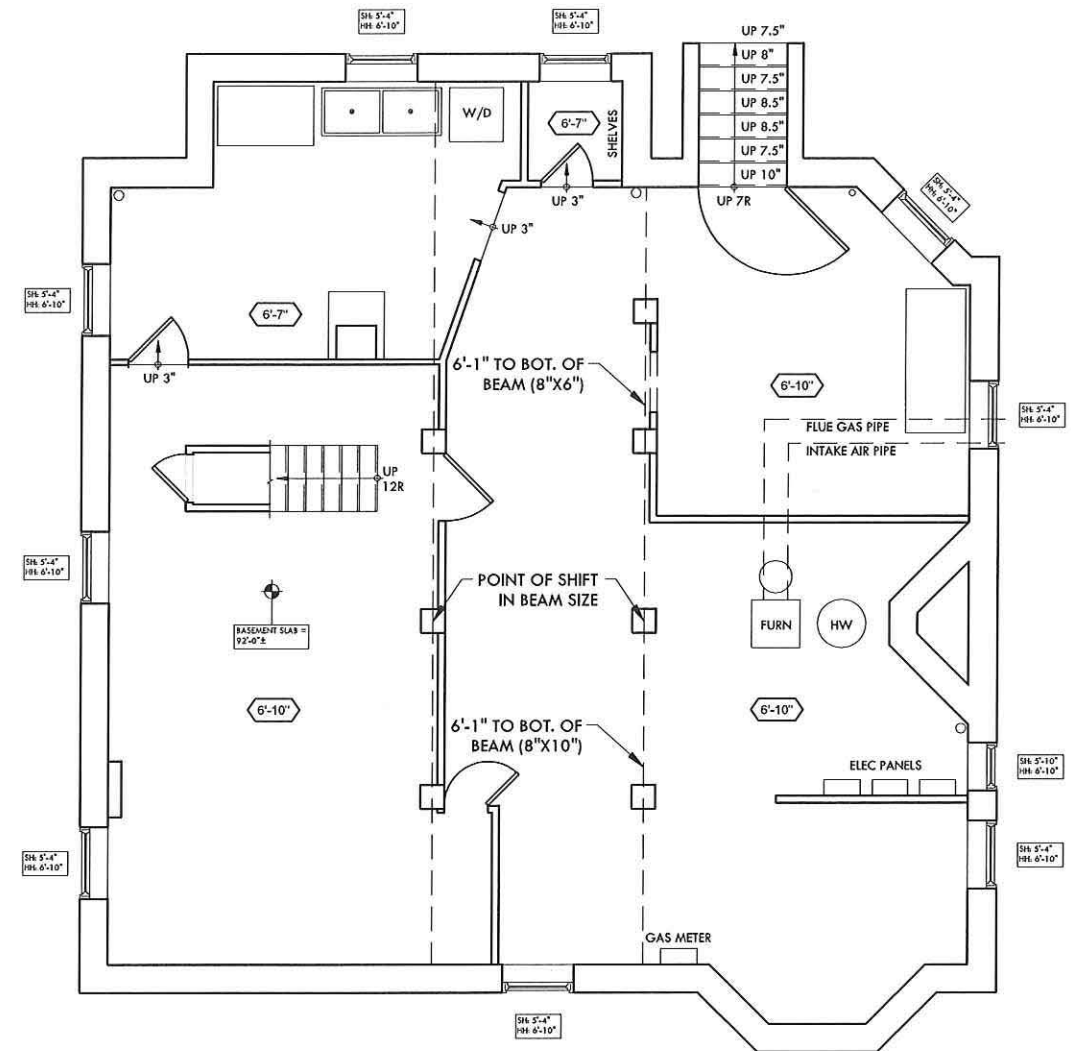 SH: 5'-4"
HH: 6'-10"
SH: 5'-4"
HH: 6'-10"
UP 7.5"
UP 8"
UP 7.5"
UP 8.5"
UP 8.5"
UP 7.5"
UP 10"
UP 7R
W/D
6'-7"
SHELVES
UP 3"
UP 3"
SH: 5'-4"
HH: 6'-10"
SH: 5'-4"
HH: 6'-10"
6'-7"
UP 3"
6'-1" TO BOT. OF
BEAM (8"X6")
6'-10"
SH: 5'-4"
HH: 6'-10"
FLUE GAS PIPE
INTAKE AIR PIPE
UP
12R
SH: 5'-4"
HH: 6'-10"
POINT OF SHIFT
IN BEAM SIZE
BASEMENT SLAB =
92'-0"±
FURN
HW
6'-10"
6'-10"
6'-1" TO BOT. OF
BEAM (8"X10")
ELEC PANELS
SH: 5'-10"
HH: 6'-10"
SH: 5'-4"
HH: 6'-10"
SH: 5'-4"
HH: 6'-10"
GAS METER
SH: 5'-4"
HH: 6'-10"